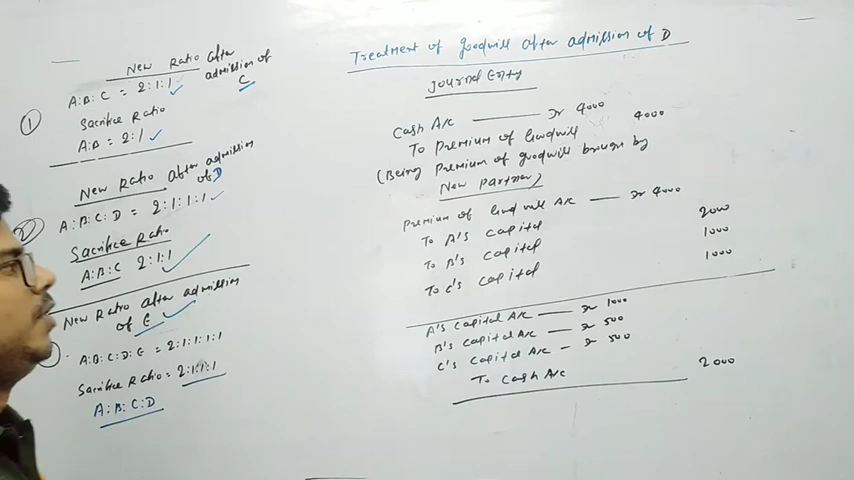 New Ratio after
admission of
C
①
A:B:C = 2:1:1
Sacrifice Ratio
A:B = 2:1
②
New Ratio after admission
of D
A:B:C:D = 2:1:1:1
Sacrifice Ratio
A:B:C 2:1:1
New Ratio after admission
of E
A:B:C:D:E = 2:1:1:1:1
Sacrifice Ratio = 2:1:1:1
A:B:C:D
Treatment of goodwill after admission of D
Journal Entry
Cash A/c Dr 4000
To Premium of Goodwill 4000
(Being Premium of goodwill brought by
New Partner)
Premium of Goodwill A/c Dr 4000
To A's Capital 2000
To B's Capital 1000
To C's Capital 1000
A's Capital A/c Dr 1000
B's Capital A/c Dr 500
C's Capital A/c Dr 500
To Cash A/c 2000